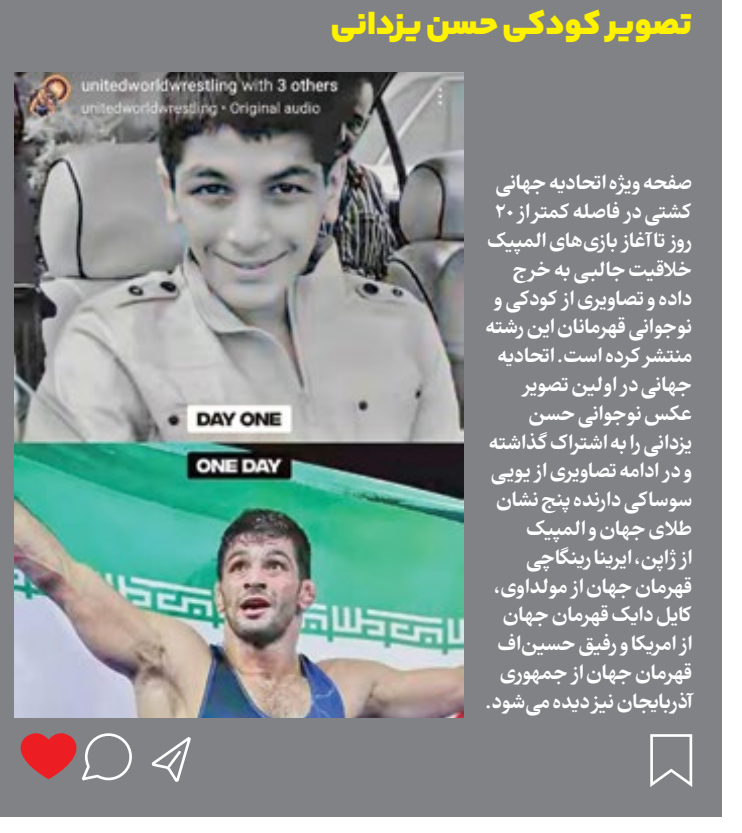 تصویر کودکی حسن یزدانی
unitedworldwrestling with 3 others
unitedworldwrestling • Original audio
DAY ONE
ONE DAY
صفحه ویژه اتحادیه جهانی
کشتی در فاصله کمتر از ۲۰
روز تا آغاز بازی‌های المپیک
خلاقیت جالبی به خرج
داده و تصاویری از کودکی و
نوجوانی قهرمانان این رشته
منتشر کرده است. اتحادیه
جهانی در اولین تصویر
عکس نوجوانی حسن
یزدانی را به اشتراک گذاشته
و در ادامه تصاویری از یویی
سوساکی دارنده پنج نشان
طلای جهان و المپیک
از ژاپن، ایرینا رینگاچی
قهرمان جهان از مولداوی،
کایل دایک قهرمان جهان
از امریکا و رفیق حسین‌اف
قهرمان جهان از جمهوری
آذربایجان نیز دیده می‌شود.